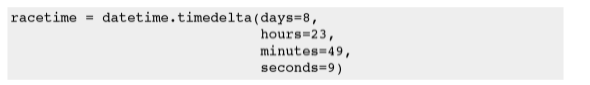 racetime = datetime.timedelta(days=8,
                              hours=23,
                              minutes=49,
                              seconds=9)